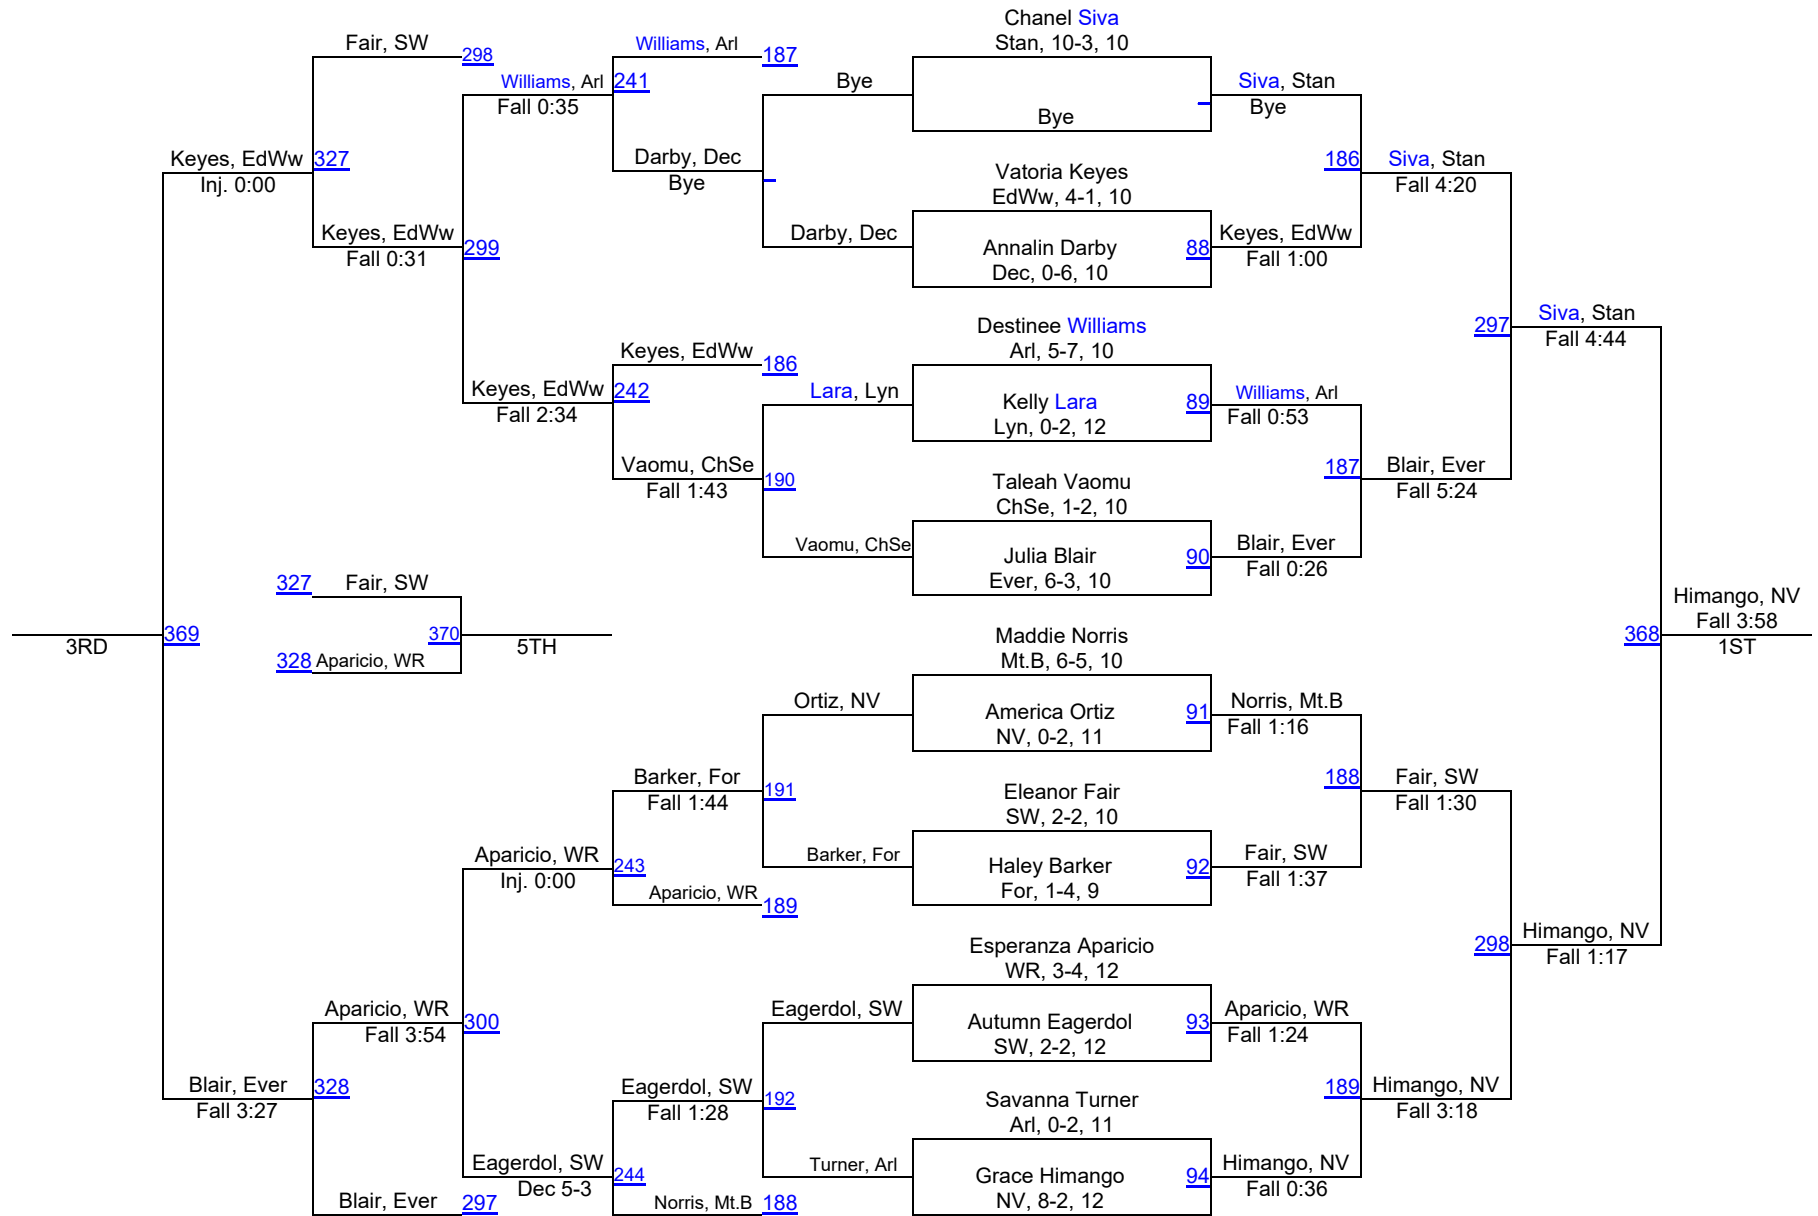 Chanel Siva
Stan, 10-3, 10
Bye
Vatoria Keyes
EdWw, 4-1, 10
Annalin Darby
Dec, 0-6, 10
88
Destinee Williams
Arl, 5-7, 10
Kelly Lara
Lyn, 0-2, 12
89
Taleah Vaomu
ChSe, 1-2, 10
Julia Blair
Ever, 6-3, 10
90
Maddie Norris
Mt.B, 6-5, 10
America Ortiz
NV, 0-2, 11
91
Eleanor Fair
SW, 2-2, 10
Haley Barker
For, 1-4, 9
92
Esperanza Aparicio
WR, 3-4, 12
Autumn Eagerdol
SW, 2-2, 12
93
Savanna Turner
Arl, 0-2, 11
Grace Himango
NV, 8-2, 12
94
Siva, Stan
Bye
Keyes, EdWw
Fall 1:00
186
Williams, Arl
Fall 0:53
Blair, Ever
Fall 0:26
187
Norris, Mt.B
Fall 1:16
Fair, SW
Fall 1:37
188
Aparicio, WR
Fall 1:24
Himango, NV
Fall 0:36
189
Siva, Stan
Fall 4:20
Blair, Ever
Fall 5:24
297
Fair, SW
Fall 1:30
Himango, NV
Fall 3:18
298
Siva, Stan
Fall 4:44
Himango, NV
Fall 1:17
368
Himango, NV
Fall 3:58
1ST
Bye
Darby, Dec
Lara, Lyn
Vaomu, ChSe
190
Ortiz, NV
Barker, For
191
Eagerdol, SW
Turner, Arl
192
Williams, Arl
187
Darby, Dec
Bye
241
Keyes, EdWw
186
Vaomu, ChSe
Fall 1:43
242
Barker, For
Fall 1:44
243
Aparicio, WR
189
Eagerdol, SW
Fall 1:28
244
Norris, Mt.B
188
Williams, Arl
Fall 0:35
Keyes, EdWw
Fall 2:34
299
Aparicio, WR
Inj. 0:00
Eagerdol, SW
Dec 5-3
300
Fair, SW
298
Keyes, EdWw
Fall 0:31
327
Aparicio, WR
Fall 3:54
328
Blair, Ever
297
Keyes, EdWw
Inj. 0:00
Blair, Ever
Fall 3:27
369
3RD
327
Fair, SW
328
Aparicio, WR
370
5TH